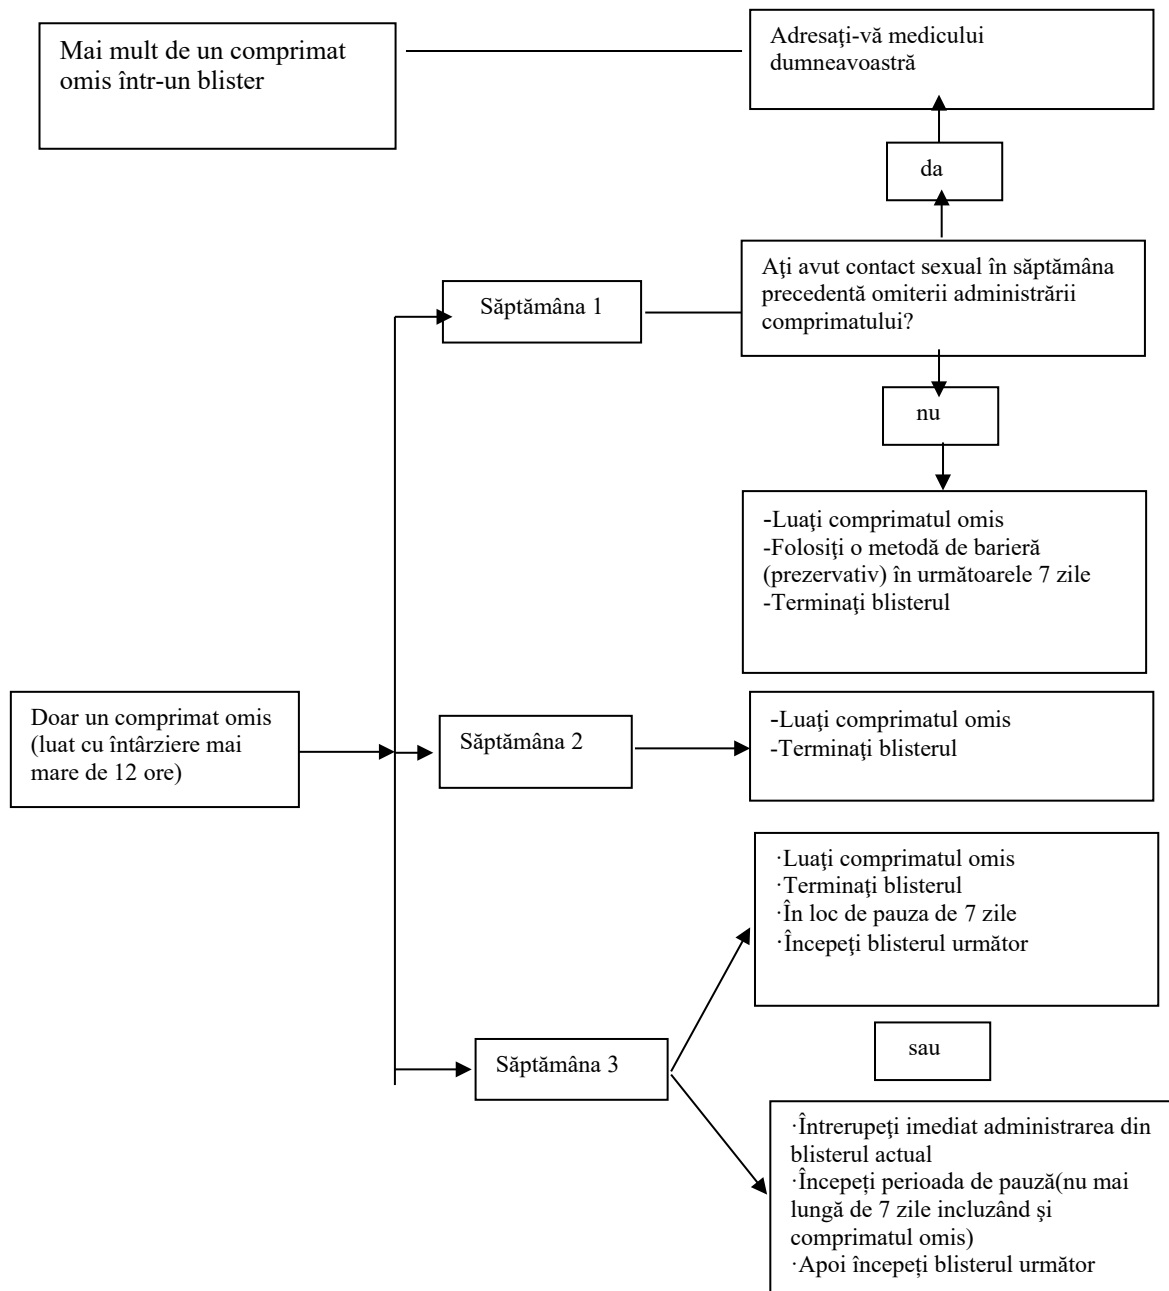 Mai mult de un comprimat
omis într-un blister
Adresaţi-vă medicului
dumneavoastră
da
Aţi avut contact sexual în săptămâna
precedentă omiterii administrării
comprimatului?
Săptămâna 1
nu
-Luaţi comprimatul omis
-Folosiţi o metodă de barieră
(prezervativ) în următoarele 7 zile
-Terminaţi blisterul
Doar un comprimat omis
(luat cu întârziere mai
mare de 12 ore)
Săptămâna 2
-Luaţi comprimatul omis
-Terminaţi blisterul
·Luaţi comprimatul omis
·Terminaţi blisterul
·În loc de pauza de 7 zile
·Începeţi blisterul următor
sau
Săptămâna 3
·Întrerupeţi imediat administrarea din
blisterul actual
·Începeți perioada de pauză(nu mai
lungă de 7 zile incluzând şi
comprimatul omis)
·Apoi începeți blisterul următor